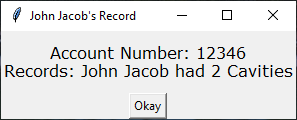 John Jacob's Record
Account Number: 12346
Records: John Jacob had 2 Cavities
Okay